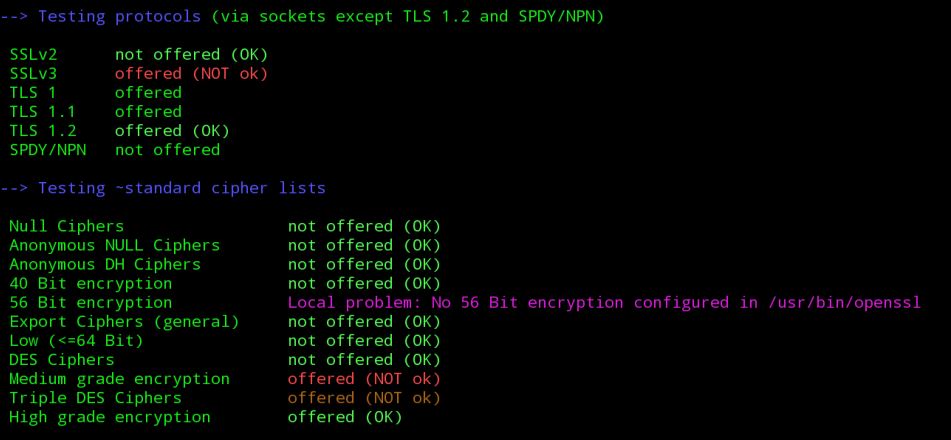 --> Testing protocols (via sockets except TLS 1.2 and SPDY/NPN)
SSLv2 not offered (OK)
SSLv3 offered (NOT ok)
TLS 1 offered
TLS 1.1 offered
TLS 1.2 offered (OK)
SPDY/NPN not offered
--> Testing ~standard cipher lists
Null Ciphers not offered (OK)
Anonymous NULL Ciphers not offered (OK)
Anonymous DH Ciphers not offered (OK)
40 Bit encryption not offered (OK)
56 Bit encryption Local problem: No 56 Bit encryption configured in /usr/bin/openssl
Export Ciphers (general) not offered (OK)
Low (<=64 Bit) not offered (OK)
DES Ciphers not offered (OK)
Medium grade encryption offered (NOT ok)
Triple DES Ciphers offered (NOT ok)
High grade encryption offered (OK)